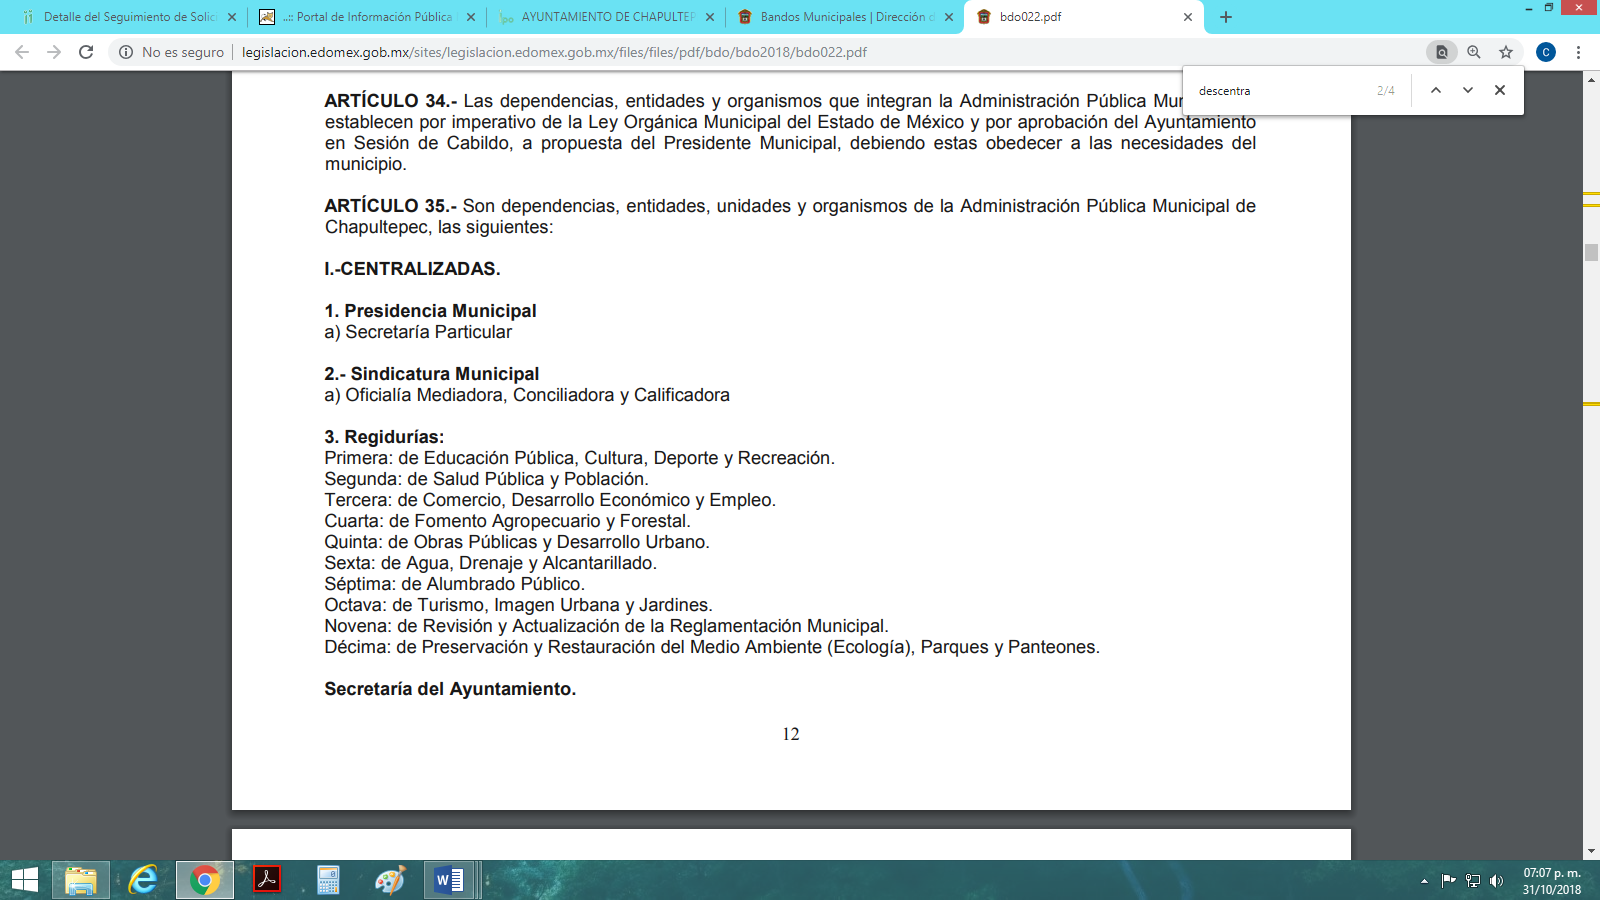 Detalle del Seguimiento de Solici
..:: Portal de Información Pública
AYUNTAMIENTO DE CHAPULTEP
Bandos Municipales | Dirección d
bdo022.pdf
No es seguro
legislacion.edomex.gob.mx/sites/legislacion.edomex.gob.mx/files/files/pdf/bdo/bdo2018/bdo022.pdf
C
descentra
2/4
ARTÍCULO 34.- Las dependencias, entidades y organismos que integran la Administración Pública Mun
establecen por imperativo de la Ley Orgánica Municipal del Estado de México y por aprobación del Ayuntamiento
en Sesión de Cabildo, a propuesta del Presidente Municipal, debiendo estas obedecer a las necesidades del
municipio.
ARTÍCULO 35.- Son dependencias, entidades, unidades y organismos de la Administración Pública Municipal de
Chapultepec, las siguientes:
I.-CENTRALIZADAS.
1. Presidencia Municipal
a) Secretaría Particular
2.- Sindicatura Municipal
a) Oficialía Mediadora, Conciliadora y Calificadora
3. Regidurías:
Primera: de Educación Pública, Cultura, Deporte y Recreación.
Segunda: de Salud Pública y Población.
Tercera: de Comercio, Desarrollo Económico y Empleo.
Cuarta: de Fomento Agropecuario y Forestal.
Quinta: de Obras Públicas y Desarrollo Urbano.
Sexta: de Agua, Drenaje y Alcantarillado.
Séptima: de Alumbrado Público.
Octava: de Turismo, Imagen Urbana y Jardines.
Novena: de Revisión y Actualización de la Reglamentación Municipal.
Décima: de Preservación y Restauración del Medio Ambiente (Ecología), Parques y Panteones.
Secretaría del Ayuntamiento.
12
07:07 p. m.
31/10/2018